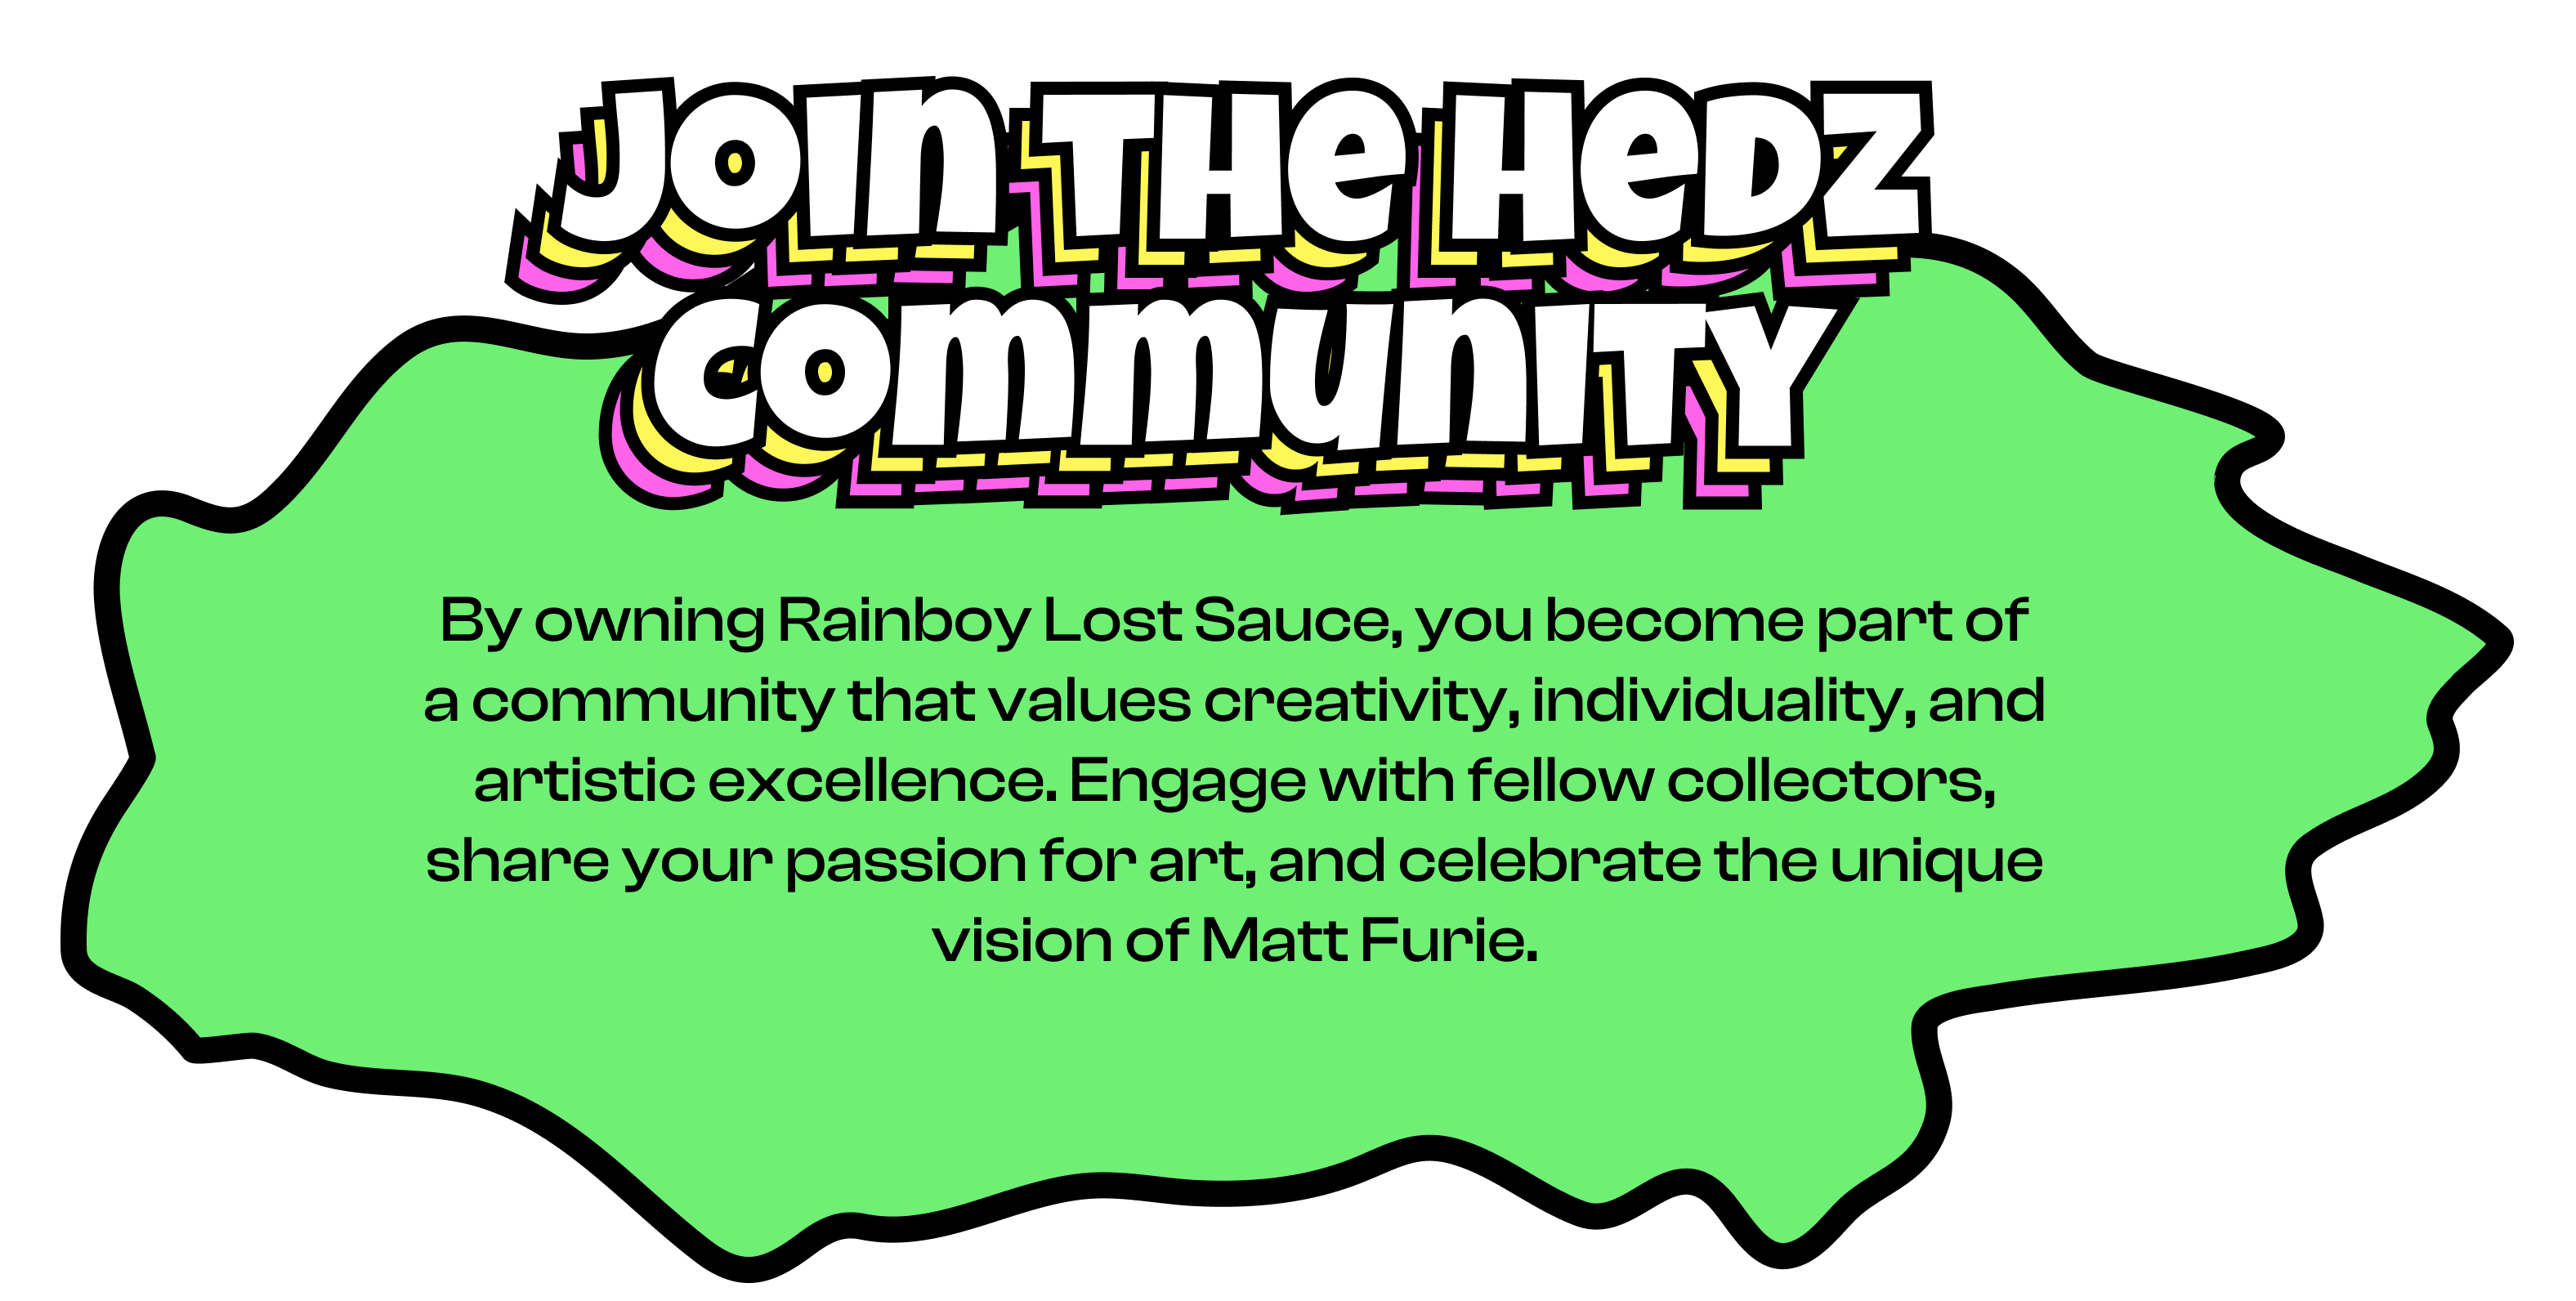 JOIN THE HEDZ
COMMUNITY
By owning Rainboy Lost Sauce, you become part of
a community that values creativity, individuality, and
artistic excellence. Engage with fellow collectors,
share your passion for art, and celebrate the unique
vision of Matt Furie.